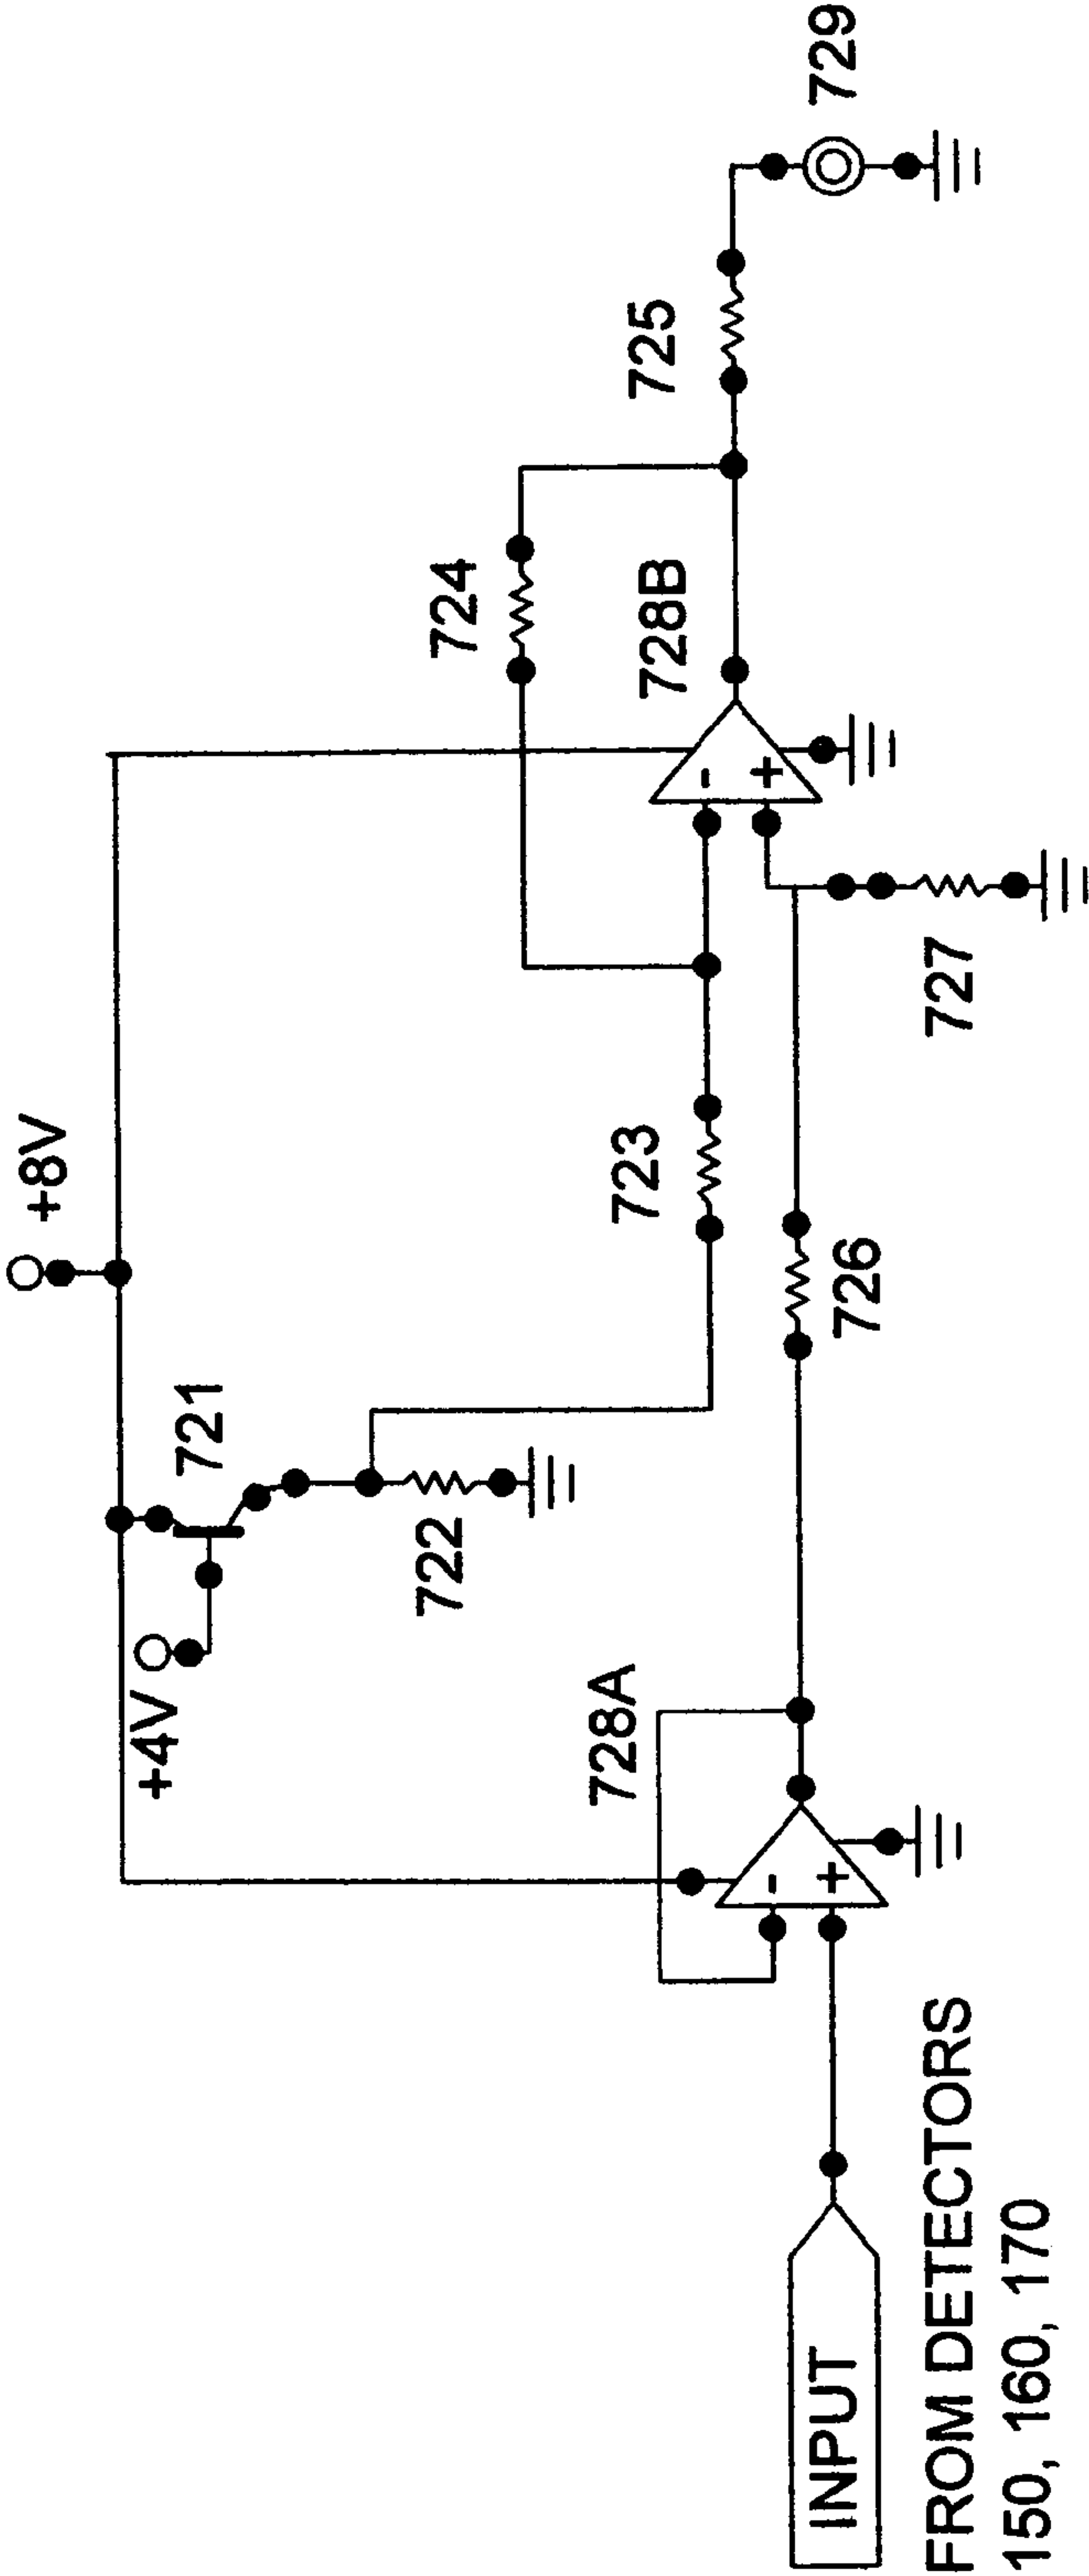 +8V
+4V
721
722
723
724
725
726
727
728A
728B
729
-
+
-
+
INPUT
FROM DETECTORS
150, 160, 170